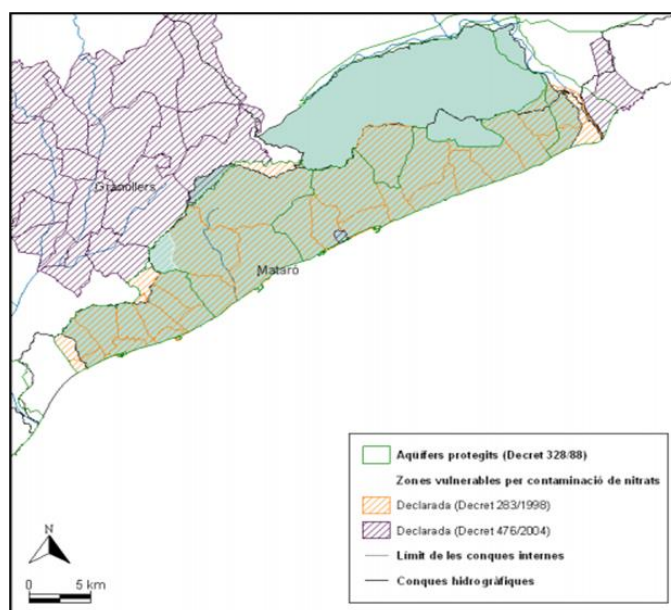 Granollers
Mataró
Aqüífers protegits (Decret 328/88)
Zones vulnerables per contaminació de nitrats
Declarada (Decret 283/1998)
Declarada (Decret 476/2004)
Límit de les conques internes
Conques hidrogràfiques
N
0 5 km